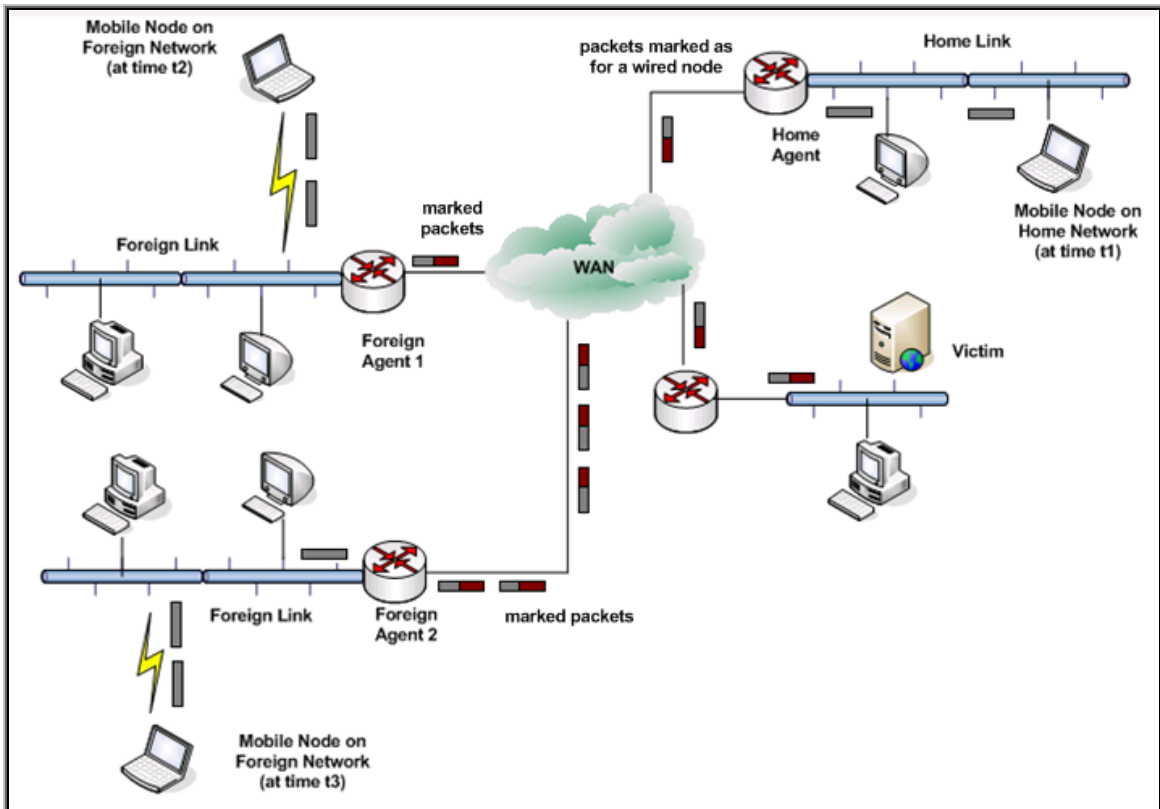 Mobile Node on
Foreign Network
(at time t2)
packets marked as
for a wired node
Home Link
Home
Agent
Mobile Node on
Home Network
(at time t1)
marked
packets
Foreign Link
WAN
Foreign
Agent 1
Victim
Foreign Link
Foreign
Agent 2
marked packets
Mobile Node on
Foreign Network
(at time t3)